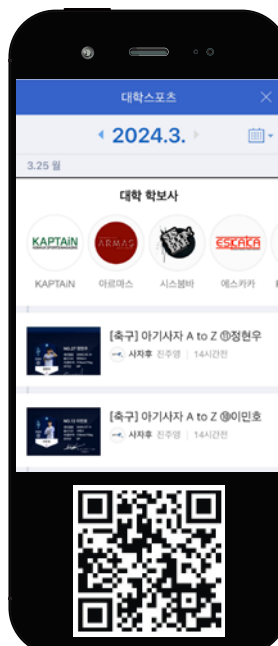 대학스포츠
2024.3.
3.25 월
대학 학보사
KAPTAiN
ARMAS
ESKAKA
KAPTAiN
아르마스
시스붐바
에스카카
[축구] 아기사자 A to Z ⑪정현우
사자후 진주영 | 14시간전
[축구] 아기사자 A to Z ⑩이민호
사자후 진주영 | 14시간전